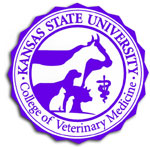 KANSAS STATE UNIVERSITY
College of Veterinary Medicine